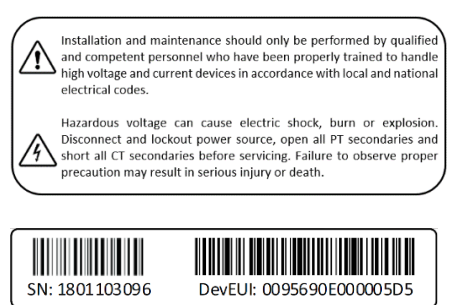 Installation and maintenance should only be performed by qualified
and competent personnel who have been properly trained to handle
high voltage and current devices in accordance with local and national
electrical codes.
Hazardous voltage can cause electric shock, burn or explosion.
Disconnect and lockout power source, open all PT secondaries and
short all CT secondaries before servicing. Failure to observe proper
precaution may result in serious injury or death.
SN: 1801103096
DevEUI: 0095690E000005D5